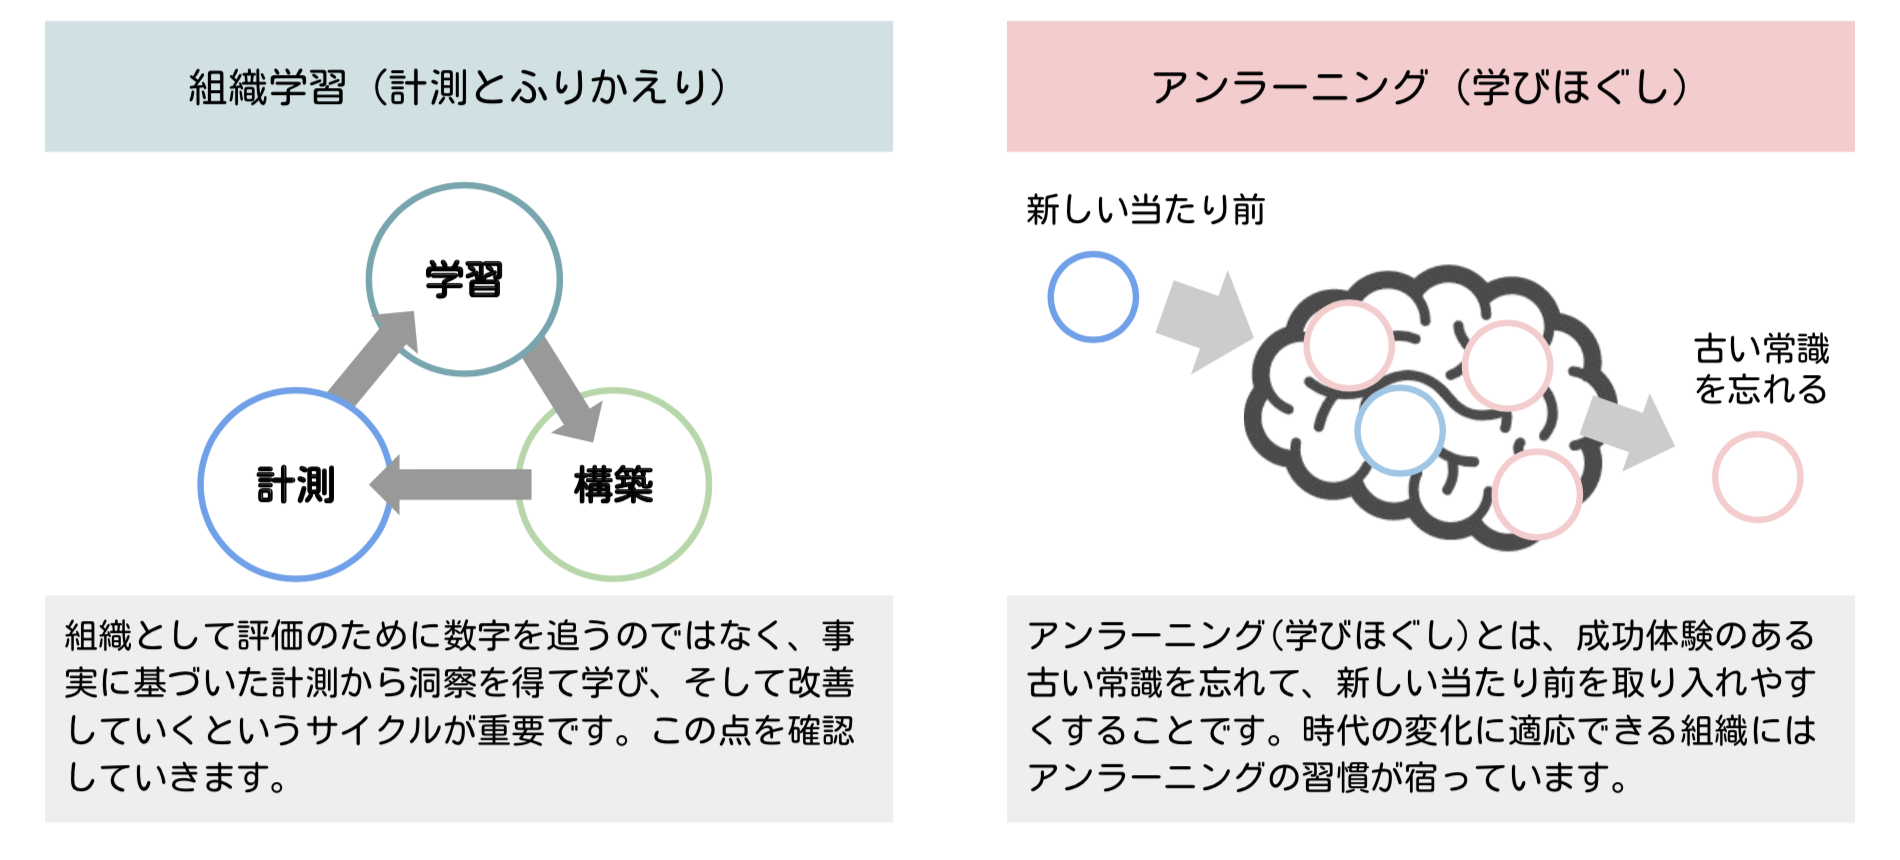 組織学習（計測とふりかえり）
学習
計測
構築
組織として評価のために数字を追うのではなく、事
実に基づいた計測から洞察を得て学び、そして改善
していくというサイクルが重要です。この点を確認
していきます。
アンラーニング（学びほぐし）
新しい当たり前
古い常識
を忘れる
アンラーニング(学びほぐし)とは、成功体験のある
古い常識を忘れて、新しい当たり前を取り入れやす
くすることです。時代の変化に適応できる組織には
アンラーニングの習慣が宿っています。